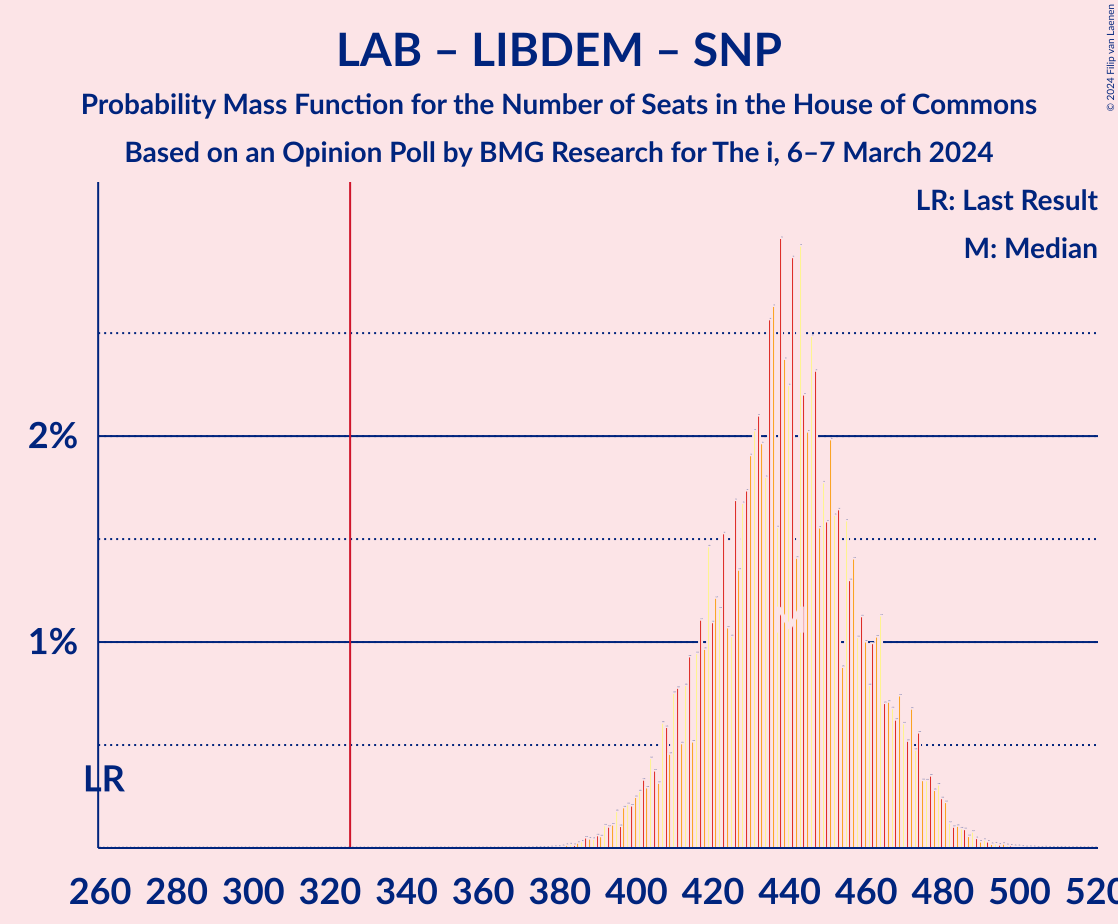 LAB – LIBDEM – SNP
Probability Mass Function for the Number of Seats in the House of Commons
Based on an Opinion Poll by BMG Research for The i, 6–7 March 2024
© 2024 Filip van Laenen
LR: Last Result
M: Median
2%
1%
LR
260 280 300 320 340 360 380 400 420 440 460 480 500 520